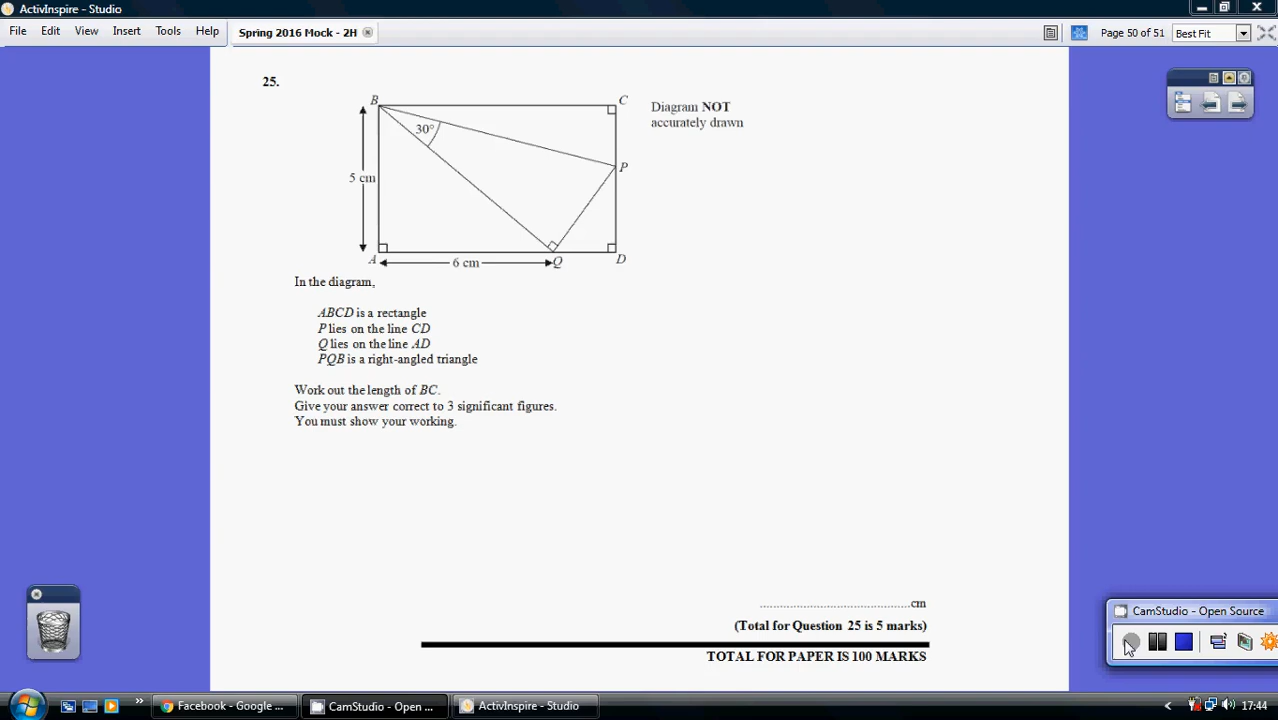 ActivInspire - Studio
File Edit View Insert Tools Help
Spring 2016 Mock - 2H
Page 50 of 51
Best Fit
25.
B
C
Diagram NOT
accurately drawn
30°
P
5 cm
A
6 cm
Q
D
In the diagram,
ABCD is a rectangle
P lies on the line CD
Q lies on the line AD
PQB is a right-angled triangle
Work out the length of BC.
Give your answer correct to 3 significant figures.
You must show your working.
........................................cm
(Total for Question 25 is 5 marks)
TOTAL FOR PAPER IS 100 MARKS
CamStudio - Open Source
Facebook - Google ...
CamStudio - Open ...
ActivInspire - Studio
17:44